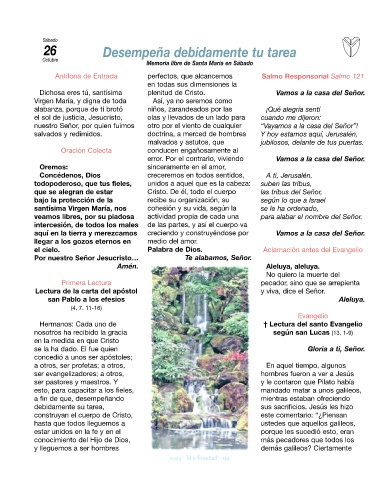 Sábado
26
Octubre
Desempeña debidamente tu tarea
Memoria libre de Santa María en Sábado
Antífona de Entrada
Dichosa eres tú, santísima
Virgen María, y digna de toda
alabanza, porque de ti brotó
el sol de justicia, Jesucristo,
nuestro Señor, por quien fuimos
salvados y redimidos.
Oración Colecta
Oremos:
Concédenos, Dios
todopoderoso, que tus fieles,
que se alegran de estar
bajo la protección de la
santísima Virgen María, nos
veamos libres, por su piadosa
intercesión, de todos los males
aquí en la tierra y merezcamos
llegar a los gozos eternos en
el cielo.
Por nuestro Señor Jesucristo…
Amén.
Primera Lectura
Lectura de la carta del apóstol
san Pablo a los efesios
(4, 7. 11-16)
Hermanos: Cada uno de
nosotros ha recibido la gracia
en la medida en que Cristo
se la ha dado. Él fue quien
concedió a unos ser apóstoles;
a otros, ser profetas; a otros,
ser evangelizadores; a otros,
ser pastores y maestros. Y
esto, para capacitar a los fieles,
a fin de que, desempeñando
debidamente su tarea,
construyan el cuerpo de Cristo,
hasta que todos lleguemos a
estar unidos en la fe y en el
conocimiento del Hijo de Dios,
y lleguemos a ser hombres
perfectos, que alcancemos
en todas sus dimensiones la
plenitud de Cristo.
Así, ya no seremos como
niños, zarandeados por las
olas y llevados de un lado para
otro por el viento de cualquier
doctrina, a merced de hombres
malvados y astutos, que
conducen engañosamente al
error. Por el contrario, viviendo
sinceramente en el amor,
creceremos en todos sentidos,
unidos a aquel que es la cabeza:
Cristo. De él, todo el cuerpo
recibe su organización, su
cohesión y su vida, según la
actividad propia de cada una
de las partes, y así el cuerpo va
creciendo y construyéndose por
medio del amor.
Palabra de Dios.
Te alabamos, Señor.
Salmo Responsorial Salmo 121
Vamos a la casa del Señor.
¡Qué alegría sentí
cuando me dijeron:
"Vayamos a la casa del Señor"!
Y hoy estamos aquí, Jerusalén,
jubilosos, delante de tus puertas.
Vamos a la casa del Señor.
A ti, Jerusalén,
suben las tribus,
las tribus del Señor,
según lo que a Israel
se le ha ordenado,
para alabar el nombre del Señor.
Vamos a la casa del Señor.
Aclamación antes del Evangelio
Aleluya, aleluya.
No quiero la muerte del
pecador, sino que se arrepienta
y viva, dice el Señor.
Aleluya.
Evangelio
† Lectura del santo Evangelio
según san Lucas (13, 1-9)
Gloria a ti, Señor.
En aquel tiempo, algunos
hombres fueron a ver a Jesús
y le contaron que Pilato había
mandado matar a unos galileos,
mientras estaban ofreciendo
sus sacrificios. Jesús les hizo
este comentario: "¿Piensan
ustedes que aquellos galileos,
porque les sucedió esto, eran
más pecadores que todos los
demás galileos? Ciertamente